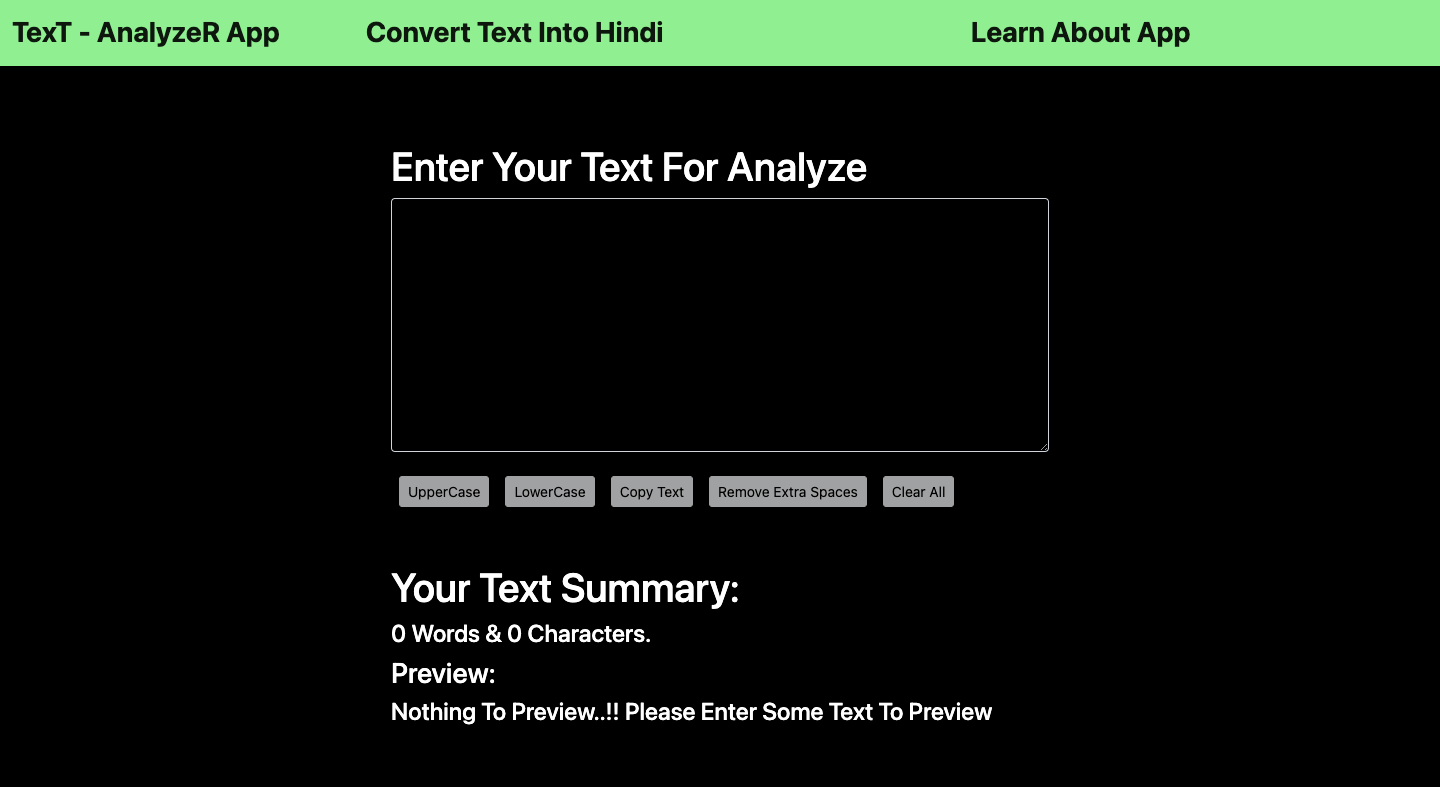 TexT - AnalyzeR App Convert Text Into Hindi Learn About App
Enter Your Text For Analyze
UpperCase LowerCase Copy Text Remove Extra Spaces Clear All
Your Text Summary:
0 Words & 0 Characters.
Preview:
Nothing To Preview..!! Please Enter Some Text To Preview